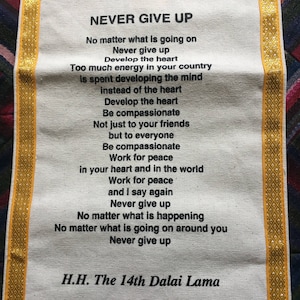 NEVER GIVE UP
No matter what is going on
Never give up
Develop the heart
Too much energy in your country
is spent developing the mind
instead of the heart
Develop the heart
Be compassionate
Not just to your friends
but to everyone
Be compassionate
Work for peace
in your heart and in the world
Work for peace
and I say again
Never give up
No matter what is happening
No matter what is going on around you
Never give up
H.H. The 14th Dalai Lama